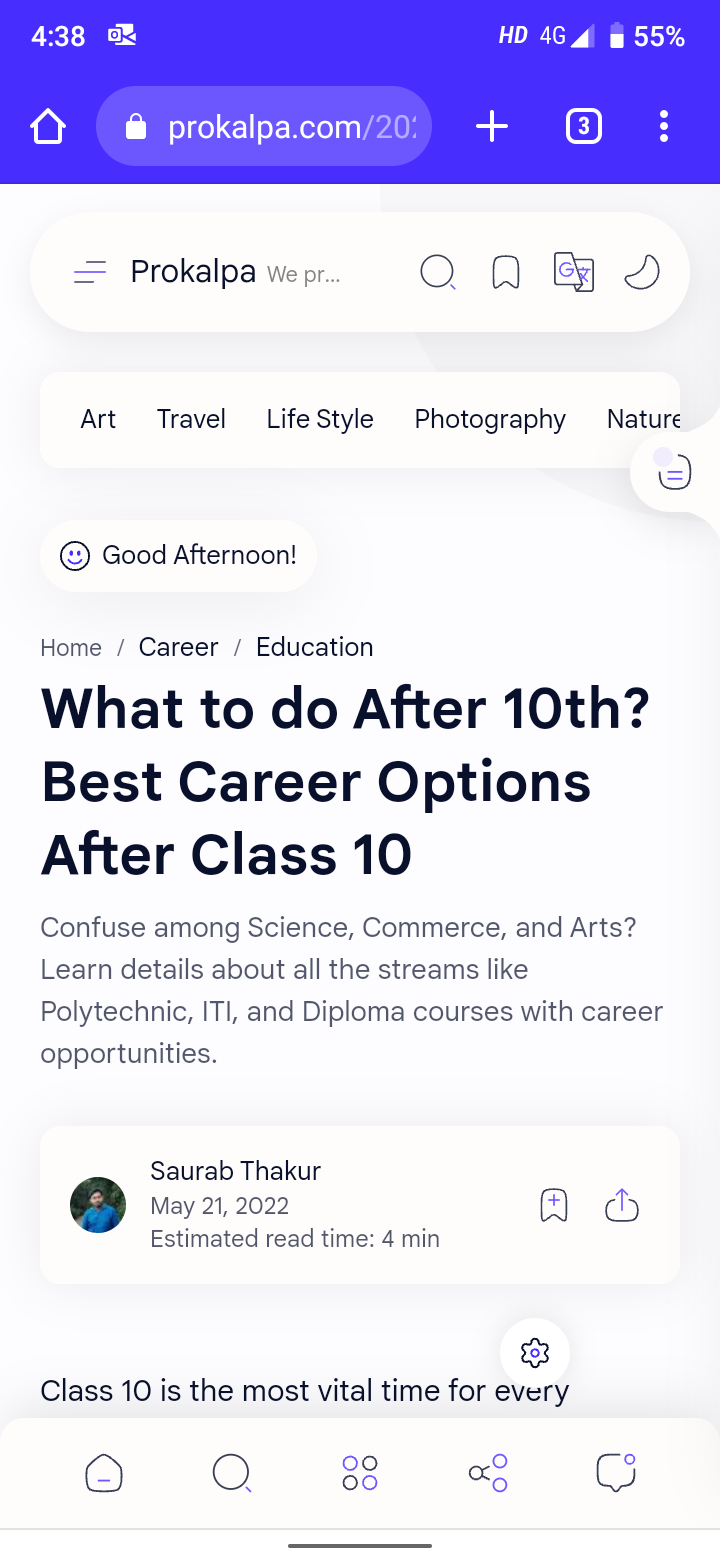 4:38 HD 4G 55%
prokalpa.com/202
3
Prokalpa We pr...
Art Travel Life Style Photography Nature
Good Afternoon!
Home / Career / Education
What to do After 10th?
Best Career Options
After Class 10
Confuse among Science, Commerce, and Arts?
Learn details about all the streams like
Polytechnic, ITI, and Diploma courses with career
opportunities.
Saurab Thakur
May 21, 2022
Estimated read time: 4 min
Class 10 is the most vital time for every